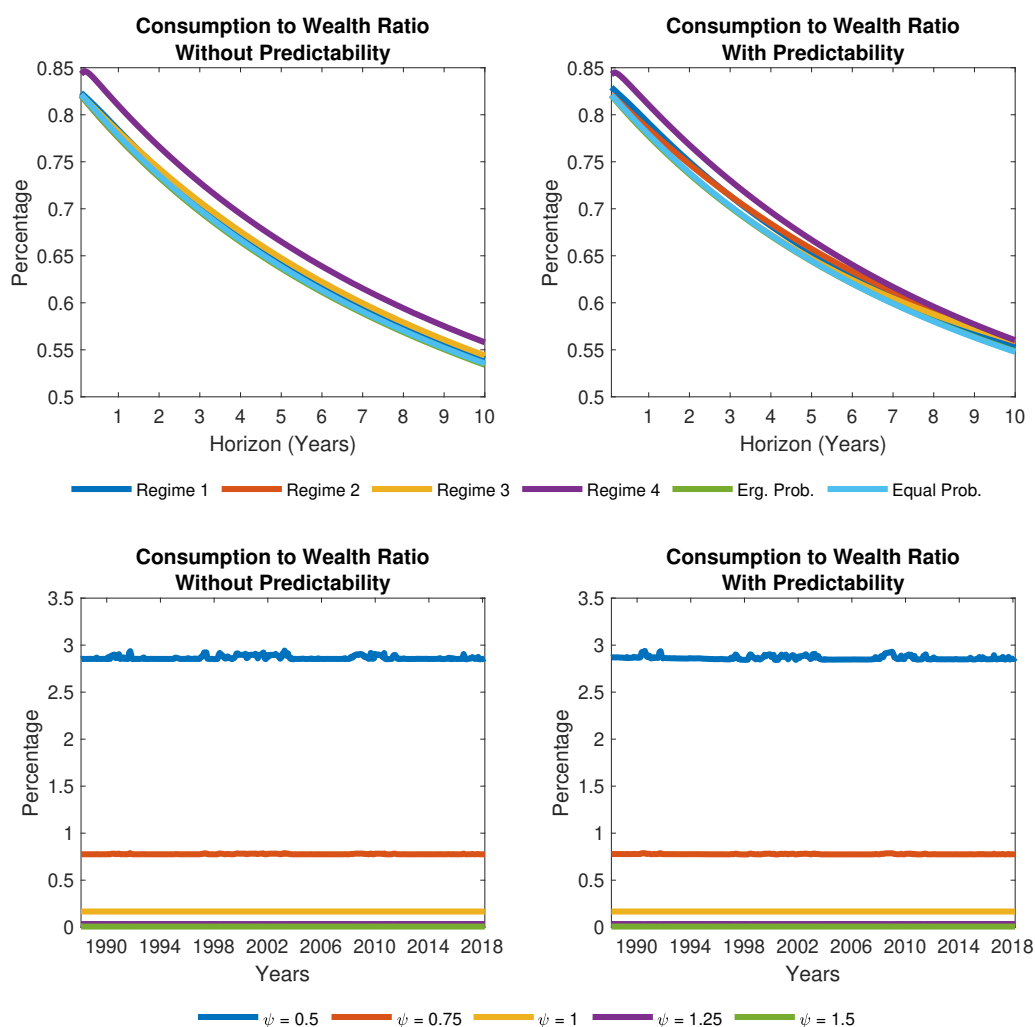 Consumption to Wealth Ratio
Without Predictability
0.85
0.8
0.75
0.7
0.65
0.6
0.55
0.5
Percentage
1 2 3 4 5 6 7 8 9 10
Horizon (Years)
Consumption to Wealth Ratio
With Predictability
0.85
0.8
0.75
0.7
0.65
0.6
0.55
0.5
Percentage
1 2 3 4 5 6 7 8 9 10
Horizon (Years)
Regime 1 Regime 2 Regime 3 Regime 4 Erg. Prob. Equal Prob.
Consumption to Wealth Ratio
Without Predictability
3.5
3
2.5
2
1.5
1
0.5
0
Percentage
1990 1994 1998 2002 2006 2010 2014 2018
Years
Consumption to Wealth Ratio
With Predictability
3.5
3
2.5
2
1.5
1
0.5
0
Percentage
1990 1994 1998 2002 2006 2010 2014 2018
Years
ψ = 0.5 ψ = 0.75 ψ = 1 ψ = 1.25 ψ = 1.5